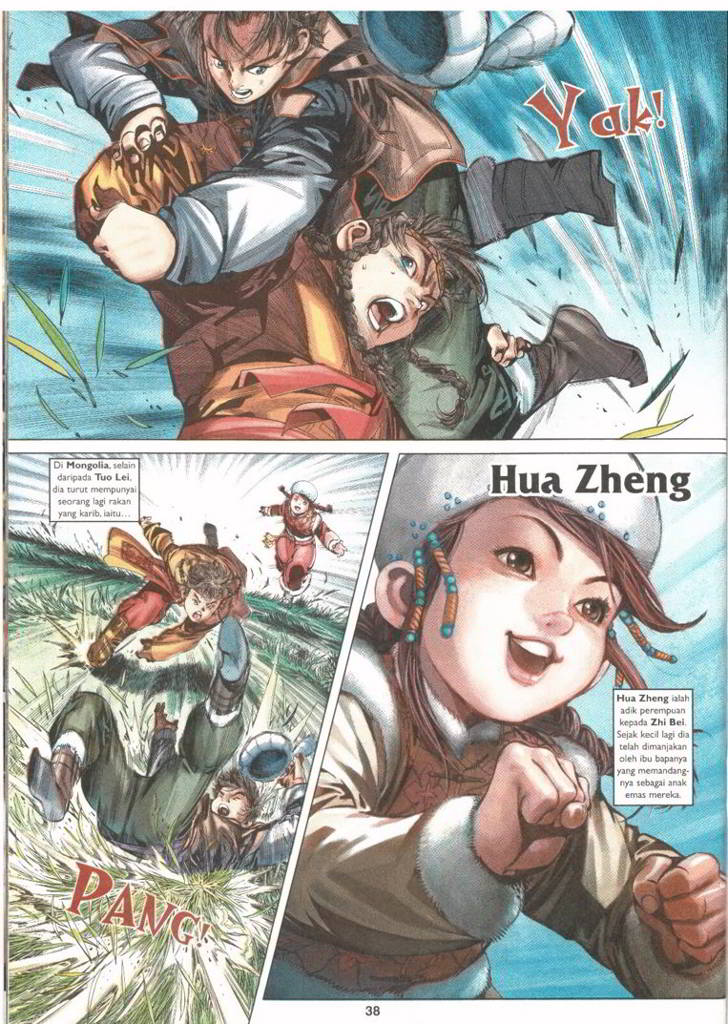 Yak!
Di Mongolia, selain
daripada Tuo Lei,
dia turut mempunyai
seorang lagi rakan
yang karib, iaitu...
Hua Zheng
Hua Zheng ialah
adik perempuan
kepada Zhi Bei.
Sejak kecil lagi dia
telah dimanjakan
oleh ibu bapanya
yang memandang-
nya sebagai anak
emas mereka.
PANG!
38